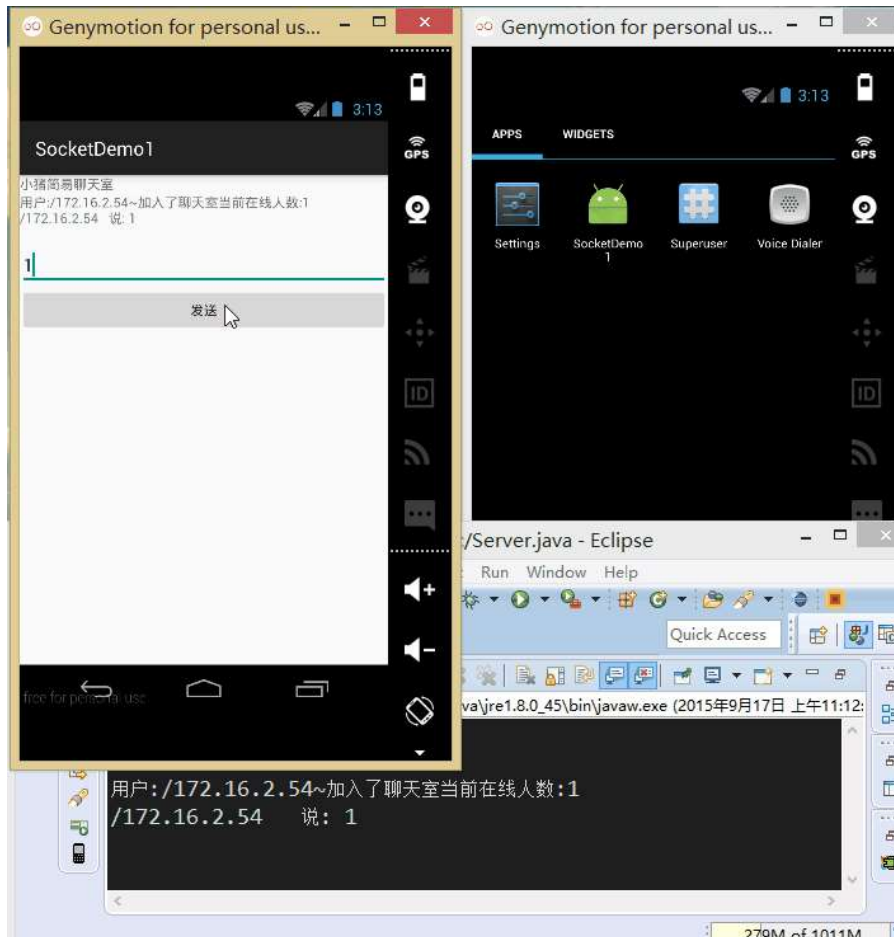 Genymotion for personal us...
3:13
GPS
SocketDemo1
小猪简易聊天室
用户:/172.16.2.54~加入了聊天室当前在线人数:1
/172.16.2.54 说: 1
1
发送
ID
free for personal use
Genymotion for personal us...
3:13
GPS
APPS WIDGETS
Settings SocketDemo1 Superuser Voice Dialer
ID
:/Server.java - Eclipse
Run Window Help
Quick Access
va\jre1.8.0_45\bin\javaw.exe (2015年9月17日 上午11:12:
用户:/172.16.2.54~加入了聊天室当前在线人数:1
/172.16.2.54 说: 1
279M of 1011M